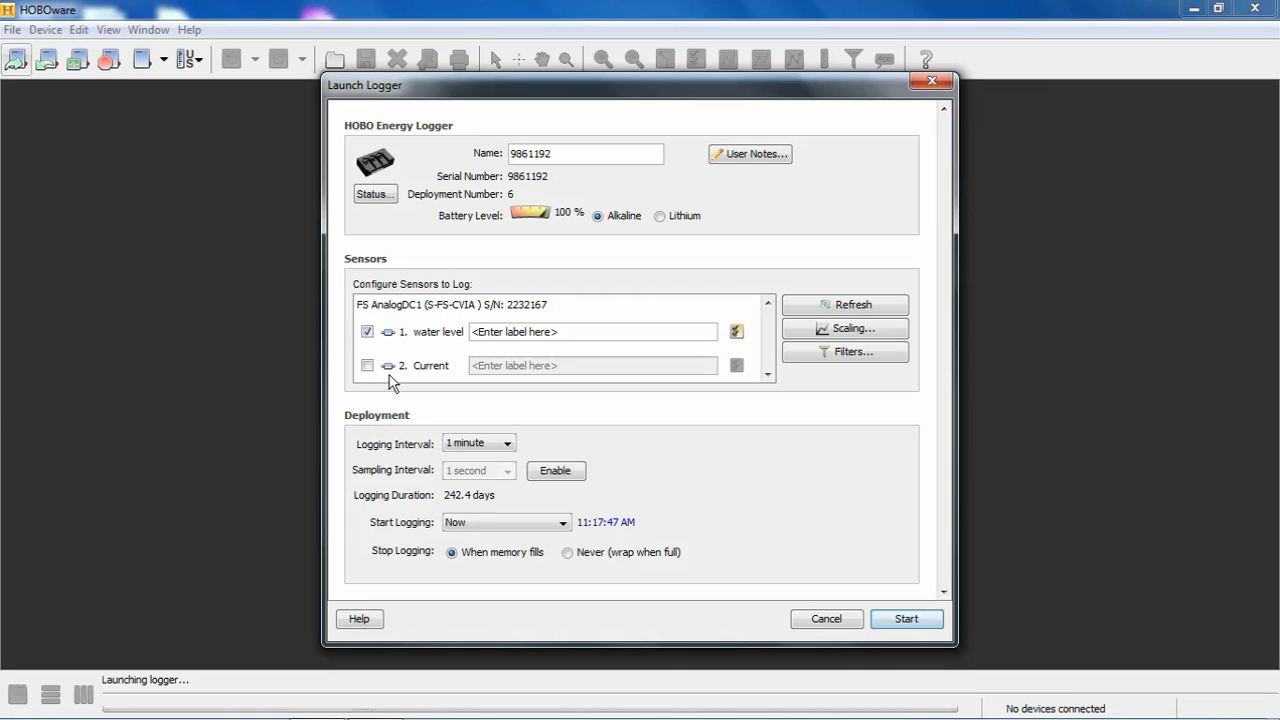 HOBOware
File Device Edit View Window Help
Launch Logger
HOBO Energy Logger
Name: 9861192 User Notes...
Serial Number: 9861192
Status... Deployment Number: 6
Battery Level: 100 % Alkaline Lithium
Sensors
Configure Sensors to Log:
FS AnalogDC1 (S-FS-CVIA ) S/N: 2232167 Refresh
1. water level <Enter label here> Scaling...
Filters...
2. Current <Enter label here>
Deployment
Logging Interval: 1 minute
Sampling Interval: 1 second Enable
Logging Duration: 242.4 days
Start Logging: Now 11:17:47 AM
Stop Logging: When memory fills Never (wrap when full)
Help Cancel Start
Launching logger...
No devices connected